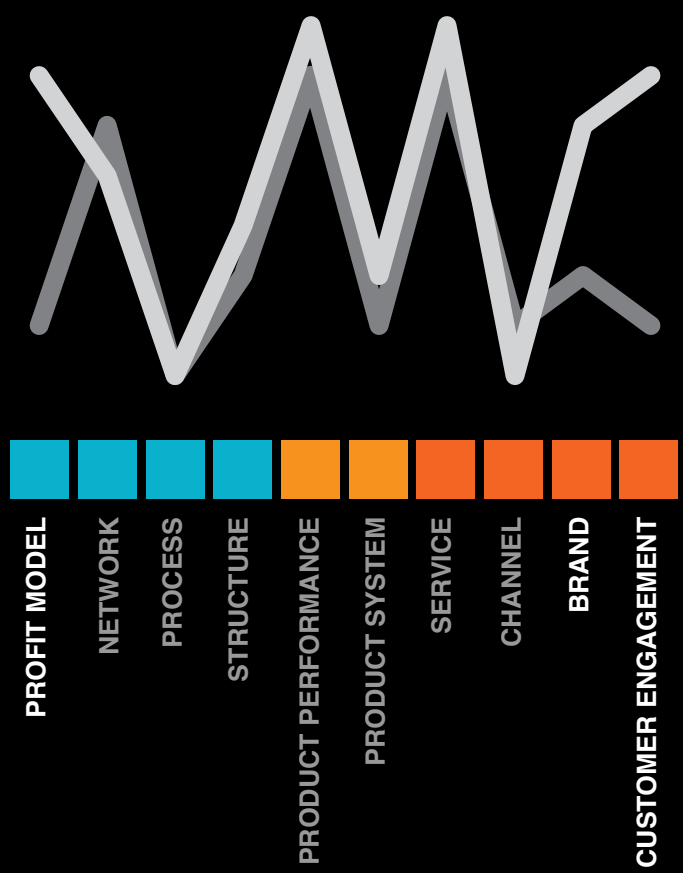 PROFIT MODEL
NETWORK
PROCESS
STRUCTURE
PRODUCT PERFORMANCE
PRODUCT SYSTEM
SERVICE
CHANNEL
BRAND
CUSTOMER ENGAGEMENT